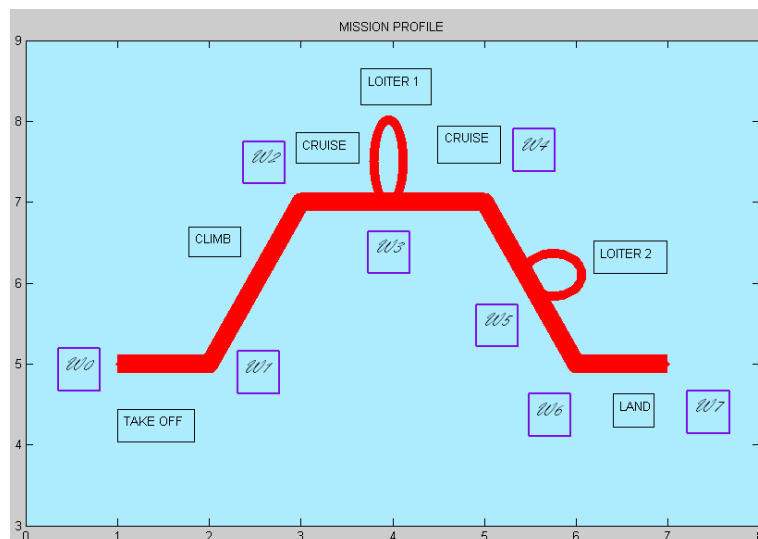 MISSION PROFILE
9
LOITER 1
8
CRUISE
CRUISE
W4
W2
7
W3
CLIMB
LOITER 2
6
W5
5
W0
W1
TAKE OFF
W6
LAND
W7
4
3
0 1 2 3 4 5 6 7 8